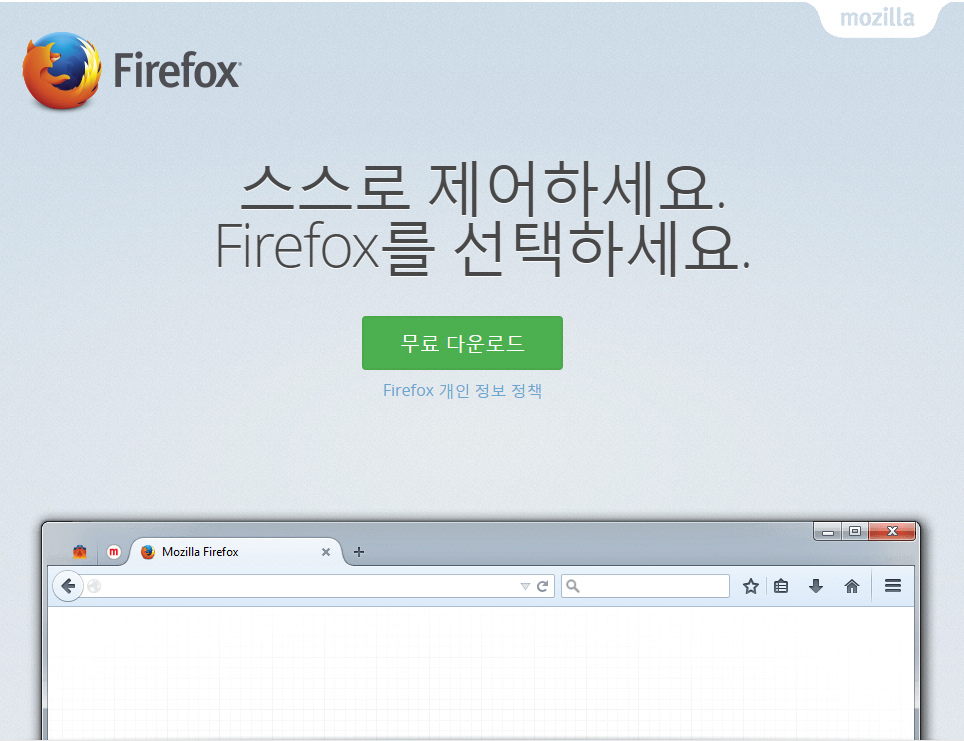 mozilla
Firefox
스스로 제어하세요.
Firefox를 선택하세요.
무료 다운로드
Firefox 개인 정보 정책
m
Mozilla Firefox